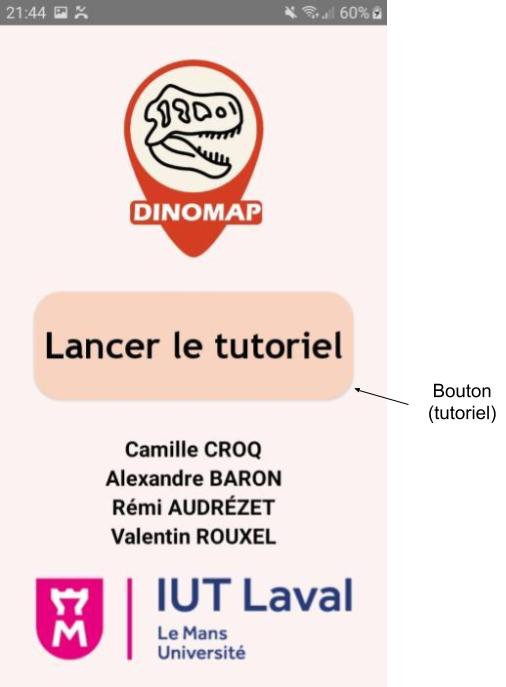 21:44 60%
DINOMAP
Lancer le tutoriel
Bouton
(tutoriel)
Camille CROQ
Alexandre BARON
Rémi AUDRÉZET
Valentin ROUXEL
M
IUT Laval
Le Mans
Université